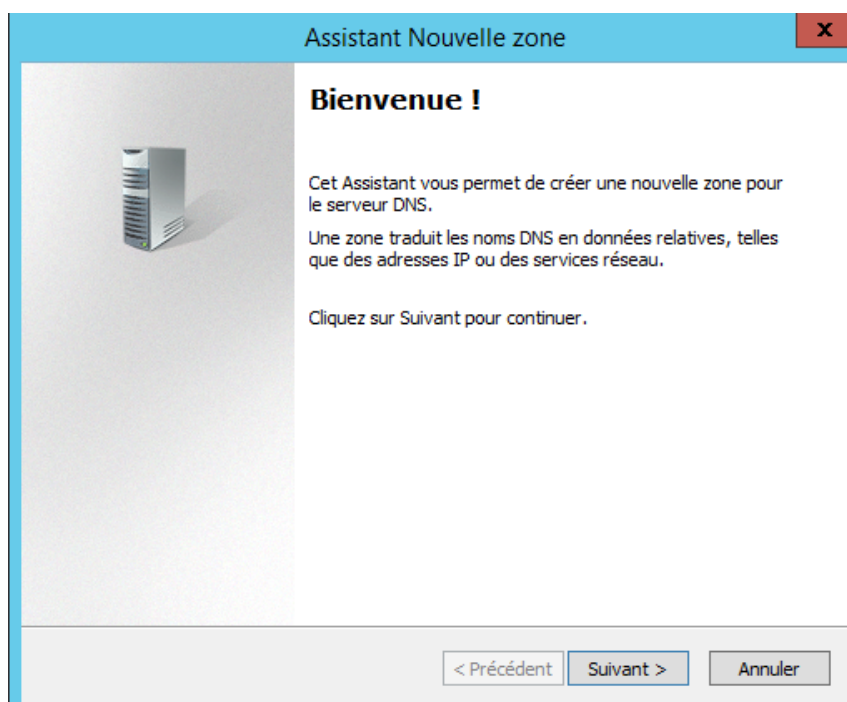 Assistant Nouvelle zone
x
Bienvenue !
Cet Assistant vous permet de créer une nouvelle zone pour
le serveur DNS.
Une zone traduit les noms DNS en données relatives, telles
que des adresses IP ou des services réseau.
Cliquez sur Suivant pour continuer.
< Précédent Suivant > Annuler